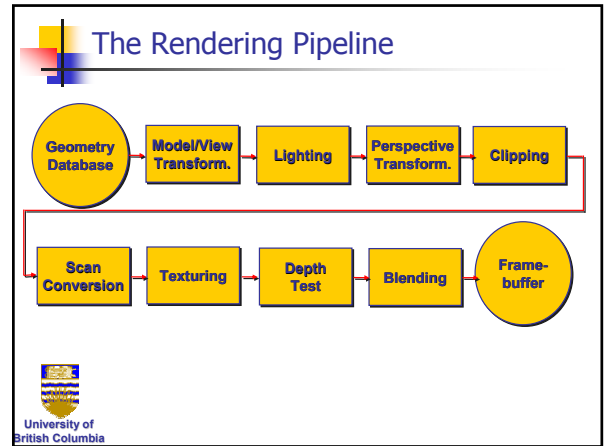 The Rendering Pipeline
Geometry
Database
Model/View
Transform.
Lighting
Perspective
Transform.
Clipping
Scan
Conversion
Texturing
Depth
Test
Blending
Frame-
buffer
University of
British Columbia